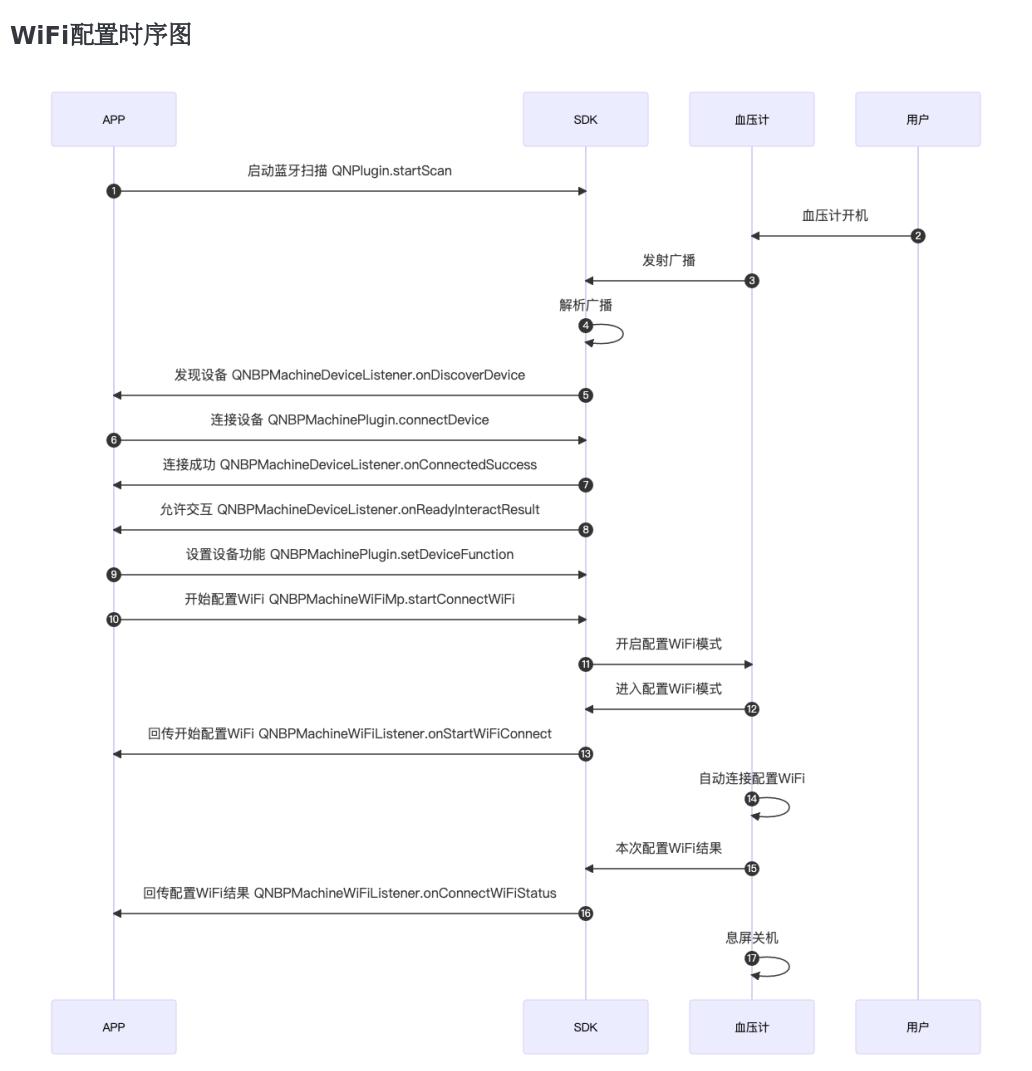 WiFi配置时序图
APP
SDK
血压计
用户
启动蓝牙扫描 QNPlugin.startScan
1
血压计开机
2
发射广播
3
解析广播
4
发现设备 QNBPMachineDeviceListener.onDiscoverDevice
5
连接设备 QNBPMachinePlugin.connectDevice
6
连接成功 QNBPMachineDeviceListener.onConnectedSuccess
7
允许交互 QNBPMachineDeviceListener.onReadyInteractResult
8
设置设备功能 QNBPMachinePlugin.setDeviceFunction
9
开始配置WiFi QNBPMachineWiFiMp.startConnectWiFi
10
开启配置WiFi模式
11
进入配置WiFi模式
12
回传开始配置WiFi QNBPMachineWiFiListener.onStartWiFiConnect
13
自动连接配置WiFi
14
本次配置WiFi结果
15
回传配置WiFi结果 QNBPMachineWiFiListener.onConnectWiFiStatus
16
息屏关机
17
APP
SDK
血压计
用户